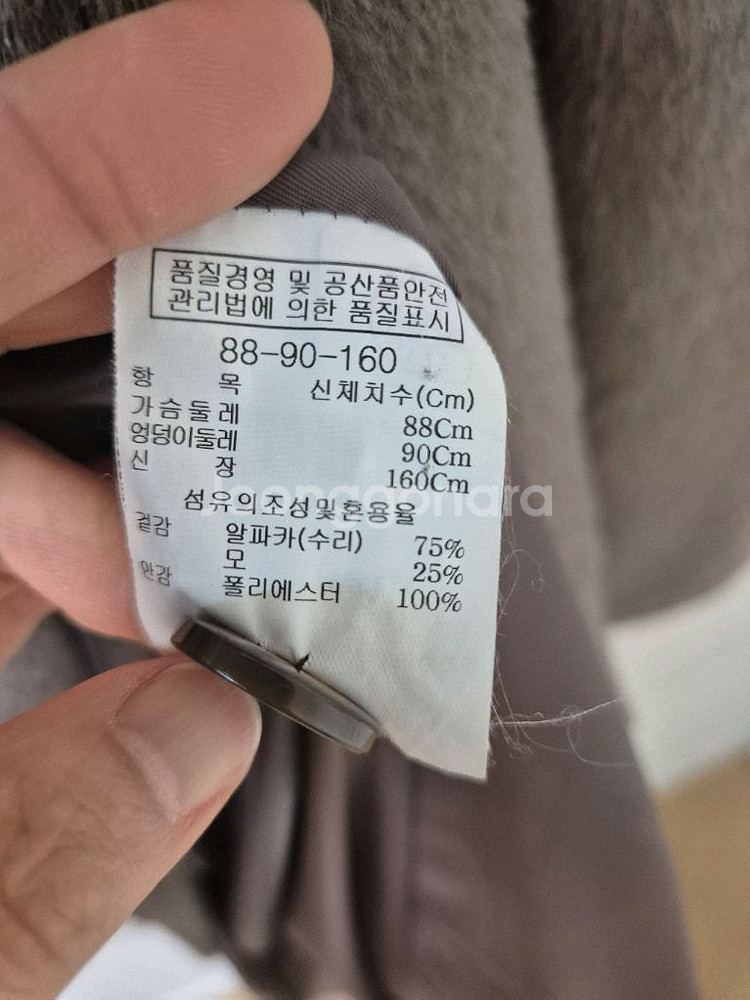 품질경영 및 공산품안전
관리법에 의한 품질표시
88-90-160
항 목 신체치수(Cm)
가슴둘레 88Cm
엉덩이둘레 90Cm
신 장 160Cm
섬유의조성및혼용율
겉감 알파카(수리) 75%
모 25%
안감 폴리에스터 100%
Joonggonara